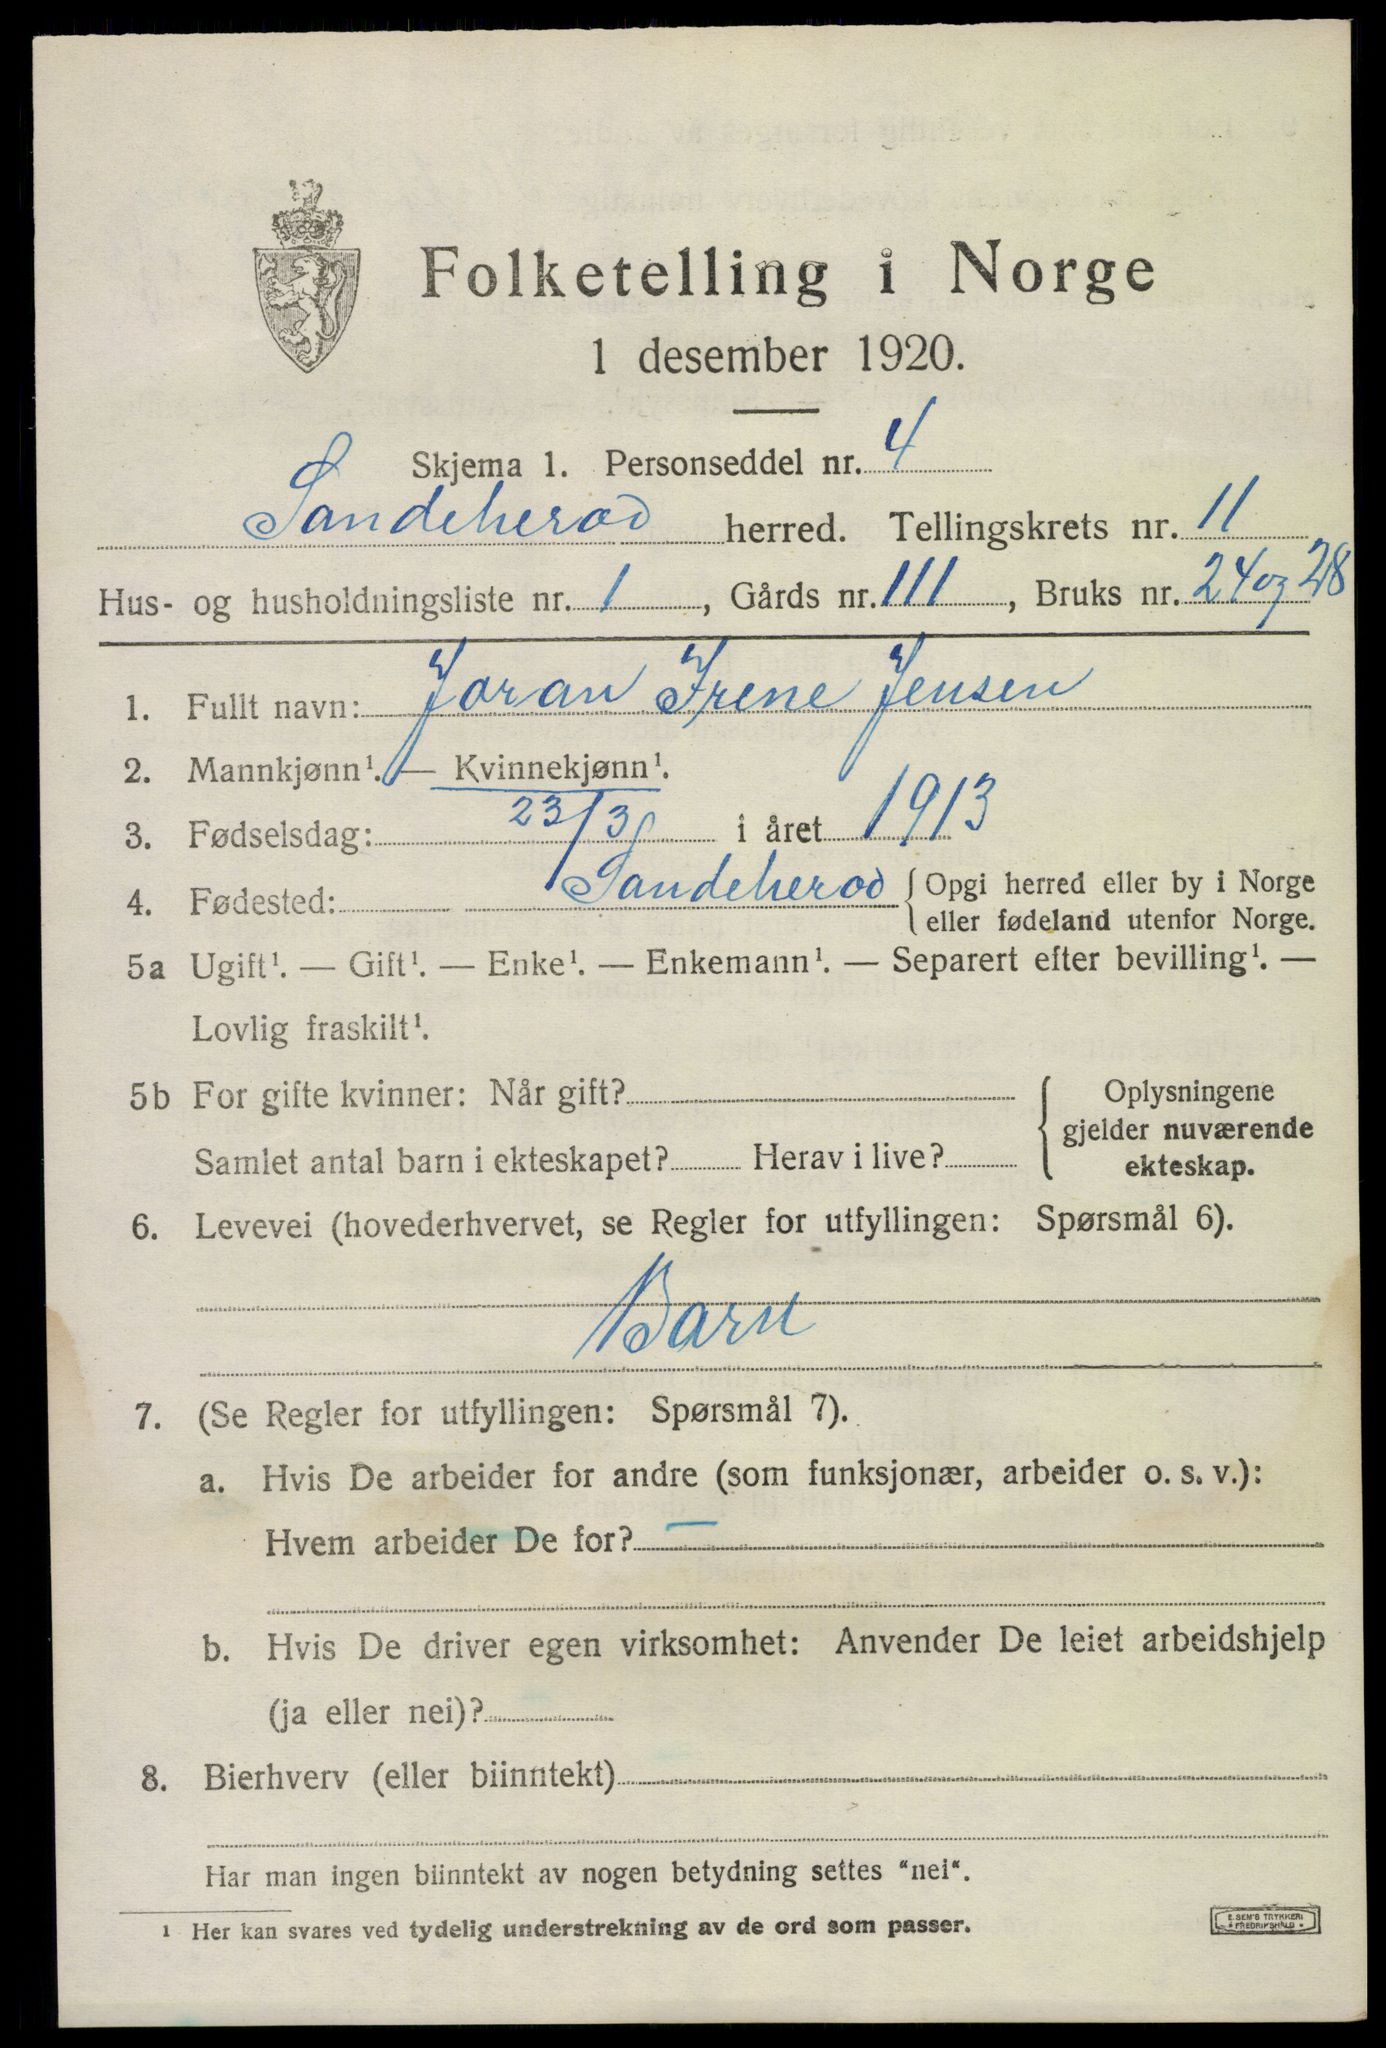 Folketelling i Norge
1 desember 1920.
Skjema 1. Personseddel nr. 4
Sandeherad herred. Tellingskrets nr. 11
Hus- og husholdningsliste nr. 1, Gårds nr. 111, Bruks nr. 24 og 28
1. Fullt navn: Joran Irene Jensen
2. Mannkjønn¹. — Kvinnekjønn¹.
3. Fødselsdag: 23/3 i året 1913
4. Fødested: Sandeherad { Opgi herred eller by i Norge
eller fødeland utenfor Norge.
5a Ugift¹. — Gift¹. — Enke¹. — Enkemann¹. — Separert efter bevilling¹. —
Lovlig fraskilt¹.
5b For gifte kvinner: Når gift? { Oplysningene
gjelder nuværende
Samlet antal barn i ekteskapet? Herav i live? ekteskap.
6. Levevei (hovederhvervet, se Regler for utfyllingen: Spørsmål 6).
Barn
7. (Se Regler for utfyllingen: Spørsmål 7).
a. Hvis De arbeider for andre (som funksjonær, arbeider o. s. v.):
Hvem arbeider De for? —
b. Hvis De driver egen virksomhet: Anvender De leiet arbeidshjelp
(ja eller nei)?
8. Bierhverv (eller biinntekt)
Har man ingen biinntekt av nogen betydning settes "nei".
1 Her kan svares ved tydelig understrekning av de ord som passer.
E. SEM'S TRYKKERI
FREDRIKSHALD